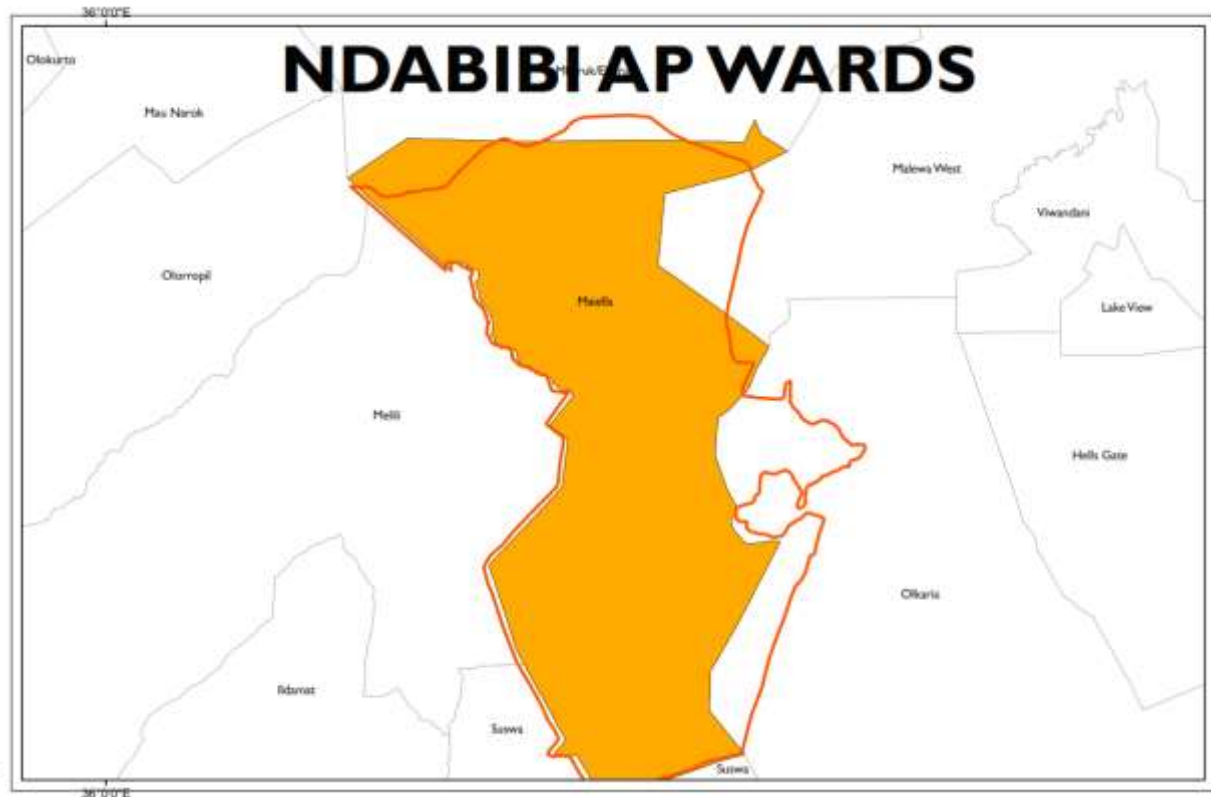 36°0'0"E
NDABIBI AP WARDS
Olokurto
Mau Narok
Malewa West
Viwandani
Olorropil
Maiella
Lake View
Melili
Hells Gate
Olkaria
Ildamat
Suswa
Suswa
36°0'0"E